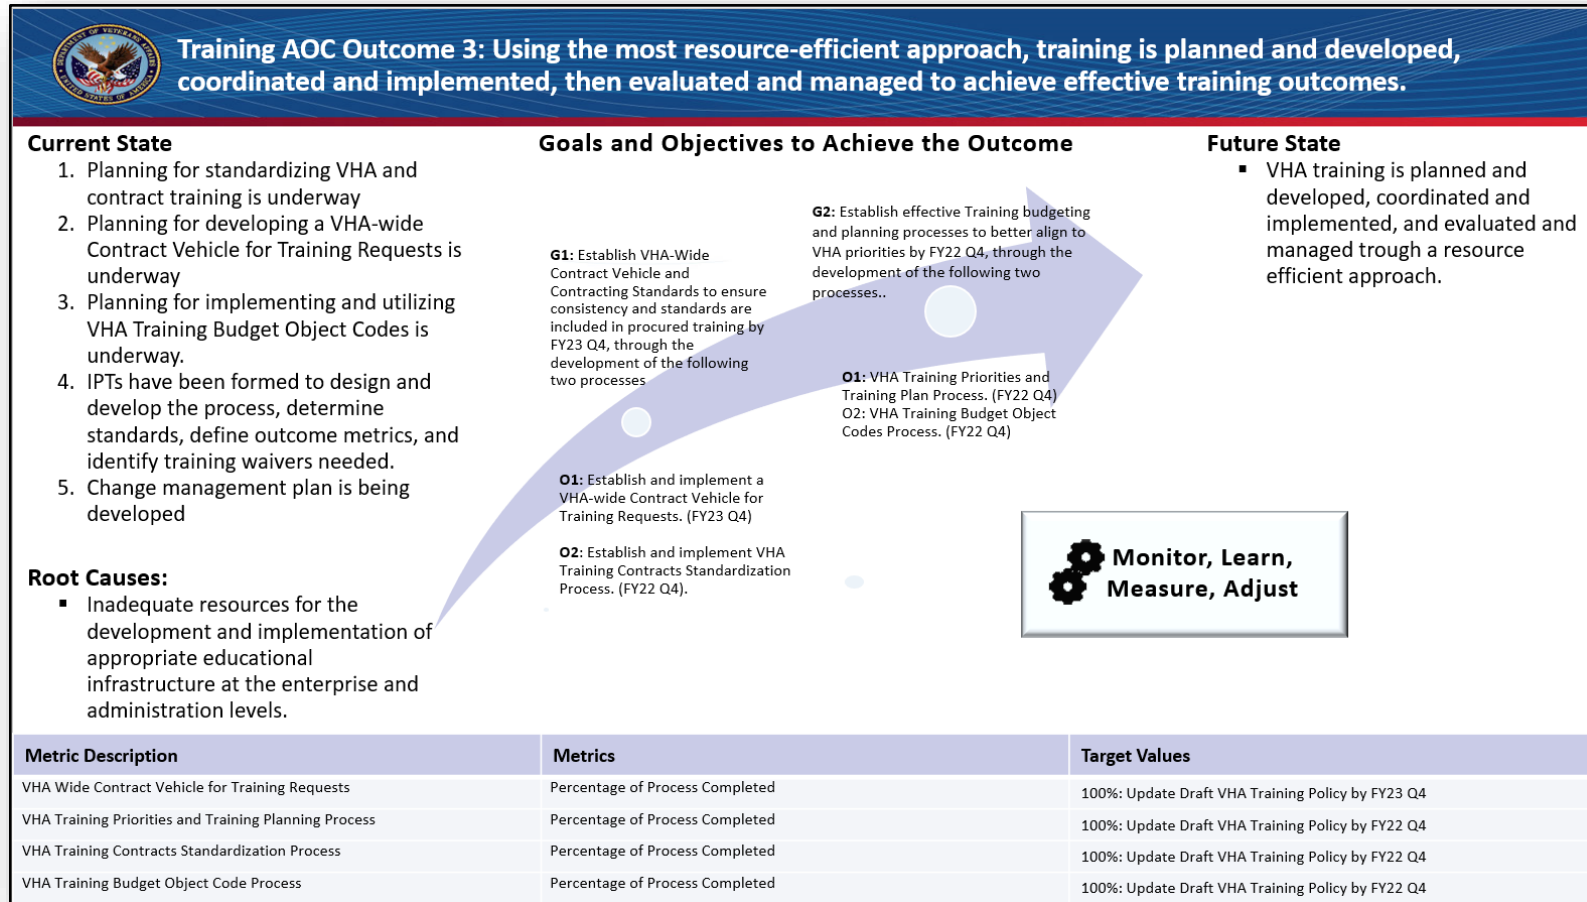 Training AOC Outcome 3: Using the most resource-efficient approach, training is planned and developed,
coordinated and implemented, then evaluated and managed to achieve effective training outcomes.
Current State
1. Planning for standardizing VHA and
contract training is underway
2. Planning for developing a VHA-wide
Contract Vehicle for Training Requests is
underway
3. Planning for implementing and utilizing
VHA Training Budget Object Codes is
underway.
4. IPTs have been formed to design and
develop the process, determine
standards, define outcome metrics, and
identify training waivers needed.
5. Change management plan is being
developed
Root Causes:
▪ Inadequate resources for the
development and implementation of
appropriate educational
infrastructure at the enterprise and
administration levels.
Goals and Objectives to Achieve the Outcome
G1: Establish VHA-Wide
Contract Vehicle and
Contracting Standards to ensure
consistency and standards are
included in procured training by
FY23 Q4, through the
development of the following
two processes
O1: Establish and implement a
VHA-wide Contract Vehicle for
Training Requests. (FY23 Q4)
O2: Establish and implement VHA
Training Contracts Standardization
Process. (FY22 Q4).
G2: Establish effective Training budgeting
and planning processes to better align to
VHA priorities by FY22 Q4, through the
development of the following two
processes..
O1: VHA Training Priorities and
Training Plan Process. (FY22 Q4)
O2: VHA Training Budget Object
Codes Process. (FY22 Q4)
Future State
▪ VHA training is planned and
developed, coordinated and
implemented, and evaluated and
managed trough a resource
efficient approach.
Monitor, Learn,
Measure, Adjust
Metric Description Metrics Target Values
VHA Wide Contract Vehicle for Training Requests Percentage of Process Completed 100%: Update Draft VHA Training Policy by FY23 Q4
VHA Training Priorities and Training Planning Process Percentage of Process Completed 100%: Update Draft VHA Training Policy by FY22 Q4
VHA Training Contracts Standardization Process Percentage of Process Completed 100%: Update Draft VHA Training Policy by FY22 Q4
VHA Training Budget Object Code Process Percentage of Process Completed 100%: Update Draft VHA Training Policy by FY22 Q4